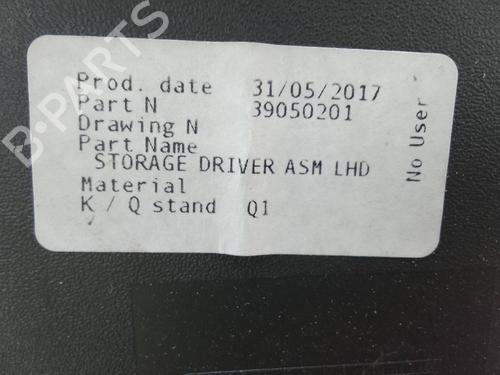 Prod. date 31/05/2017
Part N 39050201
Drawing N
Part Name
STORAGE DRIVER ASM LHD
Material
K / Q stand Q1
No User
B-PARTS